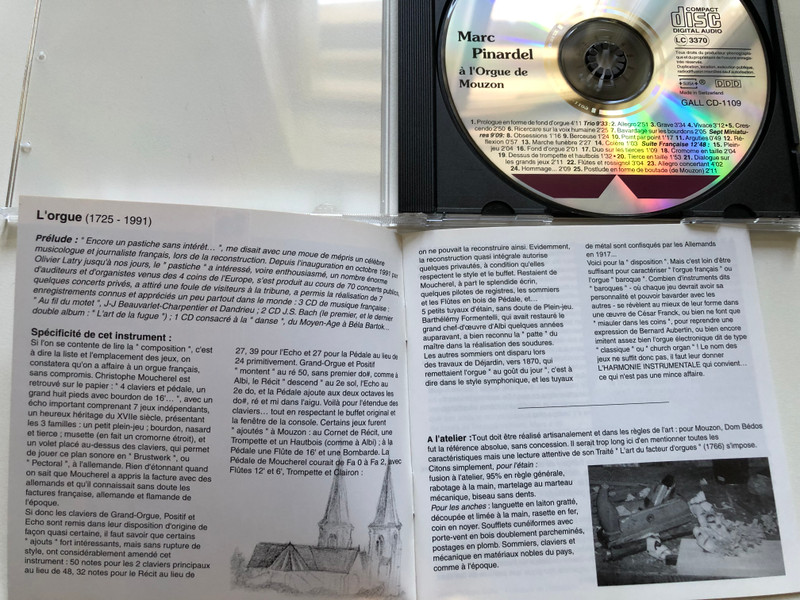 Marc
Pinardel
à l'Orgue de
Mouzon
COMPACT
disc
DIGITAL AUDIO
LC 3370
DDD
Made in Switzerland
GALL CD-1109
1. Prologue en forme de fond d'orgue 4'11 Trio 9'33 : 2. Allegro 2'51 3. Grave 3'34 4. Vivace 3'12 • 5. Cres-
cendo 2'50 6. Ricercare sur la voix humaine 2'25 7. Bavardage sur les bourdons 2'05 Sept Miniatu-
res 9'09: 8. Obsessions 1'16 9. Berceuse 1'24 10. Point par point 1'17 11. Arguties 0'49 12. Ré-
flexion 0'57 13. Marche funèbre 2'27 14. Colère 1'03 Suite Française 12'48 : 15. Plein-
jeu 2'04 16. Fond d'orgue 2'01 17. Duo sur les tierces 1'09 18. Cromorne en taille 2'04
19. Dessus de trompette et hautbois 1'32 • 20. Tierce en taille 1'53 21. Dialogue sur
les grands jeux 2'11 22. Flûtes et rossignol 3'04 23. Allegro concertant 4'02
24. Hommage... 2'09 25. Postlude en forme de boutade (de Mouzon) 2'11
L'orgue (1725 - 1991)
Prélude : " Encore un pastiche sans intérêt… ", me disait avec une moue de mépris un célèbre
musicologue et journaliste français, lors de la reconstruction. Depuis l'inauguration en octobre 1991 par
Olivier Latry jusqu'à nos jours, le " pastiche " a intéressé, voire enthousiasmé, un nombre énorme
d'auditeurs et d'organistes venus des 4 coins de l'Europe, s'est produit au cours de 70 concerts publics,
quelques concerts privés, a attiré une foule de visiteurs à la tribune, a permis la réalisation de 7
enregistrements connus et appréciés un peu partout dans le monde : 3 CD de musique française :
" Au fil du motet ", J-J Beauvarlet-Charpentier et Dandrieu ; 2 CD J.S. Bach (le premier, et le dernier
double album : " L'art de la fugue ") ; 1 CD consacré à la " danse ", du Moyen-Age à Béla Bartok...
Spécificité de cet instrument :
Si l'on se contente de lire la " composition ", c'est
à dire la liste et l'emplacement des jeux, on
constatera qu'on a affaire à un orgue français,
sans compromis. Christophe Moucherel est
retrouvé sur le papier : " 4 claviers et pédale, un
grand huit pieds avec bourdon de 16'… ", avec un
écho important comprenant 7 jeux indépendants,
un heureux héritage du XVIIe siècle, présentant
les 3 familles : un petit plein-jeu ; bourdon, nasard
et tierce ; musette (en fait un cromorne étroit), et
un volet placé au-dessus des claviers, qui permet
de jouer ce plan sonore en " Brustwerk ", ou
" Pectoral ", à l'allemande. Rien d'étonnant quand
on sait que Moucherel a appris la facture avec des
allemands et qu'il connaissait sans doute les
factures française, allemande et flamande de
l'époque.
Si donc les claviers de Grand-Orgue, Positif et
Echo sont remis dans leur disposition d'origine de
façon quasi certaine, il faut savoir que certains
" ajouts " fort intéressants, mais sans rupture de
style, ont considérablement amendé cet
instrument : 50 notes pour les 2 claviers principaux
au lieu de 48, 32 notes pour le Récit au lieu de
27, 39 pour l'Echo et 27 pour la Pédale au lieu de
24 primitivement. Grand-Orgue et Positif
" montent " au ré 50, sans premier do#, comme à
Albi, le Récit " descend " au 2e sol, l'Echo au
2e do, et la Pédale ajoute aux deux octaves les
do#, ré et mi dans l'aigu. Voilà pour l'étendue des
claviers… tout en respectant le buffet original et
la fenêtre de la console. Certains jeux furent
" ajoutés " à Mouzon : au Cornet de Récit, une
Trompette et un Hautbois (comme à Albi) ; à la
Pédale une Flûte de 16' et une Bombarde. La
Pédale de Moucherel courait de Fa 0 à Fa 2, avec
Flûtes 12' et 6', Trompette et Clairon :
on ne pouvait la reconstruire ainsi. Evidemment,
la reconstruction quasi intégrale autorise
quelques privautés, à condition qu'elles
respectent le style et le buffet. Restaient de
Moucherel, à part le splendide écrin,
quelques pilotes de registres, les sommiers
et les Flûtes en bois de Pédale, et…
5 petits tuyaux d'étain, sans doute de Plein-jeu.
Barthélémy Formentelli, qui avait restauré le
grand chef-d'œuvre d'Albi quelques années
auparavant, a bien reconnu la " patte " du
maître dans la réalisation des soudures.
Les autres sommiers ont disparu lors
des travaux de Déjardin, vers 1870, qui
remettaient l'orgue " au goût du jour ", c'est à
dire dans le style symphonique, et les tuyaux
de métal sont confisqués par les Allemands
en 1917...
Voici pour la " disposition ". Mais c'est loin d'être
suffisant pour caractériser " l'orgue français "ou
"l'orgue " baroque ". Combien d'instruments dits
" baroques " - où chaque jeu devrait avoir sa
personnalité et pouvoir bavarder avec les
autres - se révèlent au mieux de leur forme dans
une œuvre de César Franck, ou bien ne font que
" miauler dans les coins ", pour reprendre une
expression de Bernard Aubertin, ou bien encore
imitent assez bien l'orgue électronique dit de type
" classique "ou " church organ " ! Le nom des
jeux ne suffit donc pas, il faut leur donner
L'HARMONIE INSTRUMENTALE qui convient…
ce qui n'est pas une mince affaire.
A l'atelier :Tout doit être réalisé artisanalement et dans les règles de l'art : pour Mouzon, Dom Bédos
fut la référence absolue, sans concession. Il serait trop long ici d'en mentionner toutes les
caractéristiques mais une lecture attentive de son Traité " L'art du facteur d'orgues " (1766) s'impose.
Citons simplement, pour l'étain :
fusion à l'atelier, 95% en règle générale,
rabotage à la main, martelage au marteau
mécanique, biseau sans dents.
Pour les anches : languette en laiton gratté,
découpée et limée à la main, rasette en fer,
coin en noyer. Soufflets cunéiformes avec
porte-vent en bois doublement parcheminés,
postages en plomb. Sommiers, claviers et
mécanique en matériaux nobles du pays,
comme à l'époque.